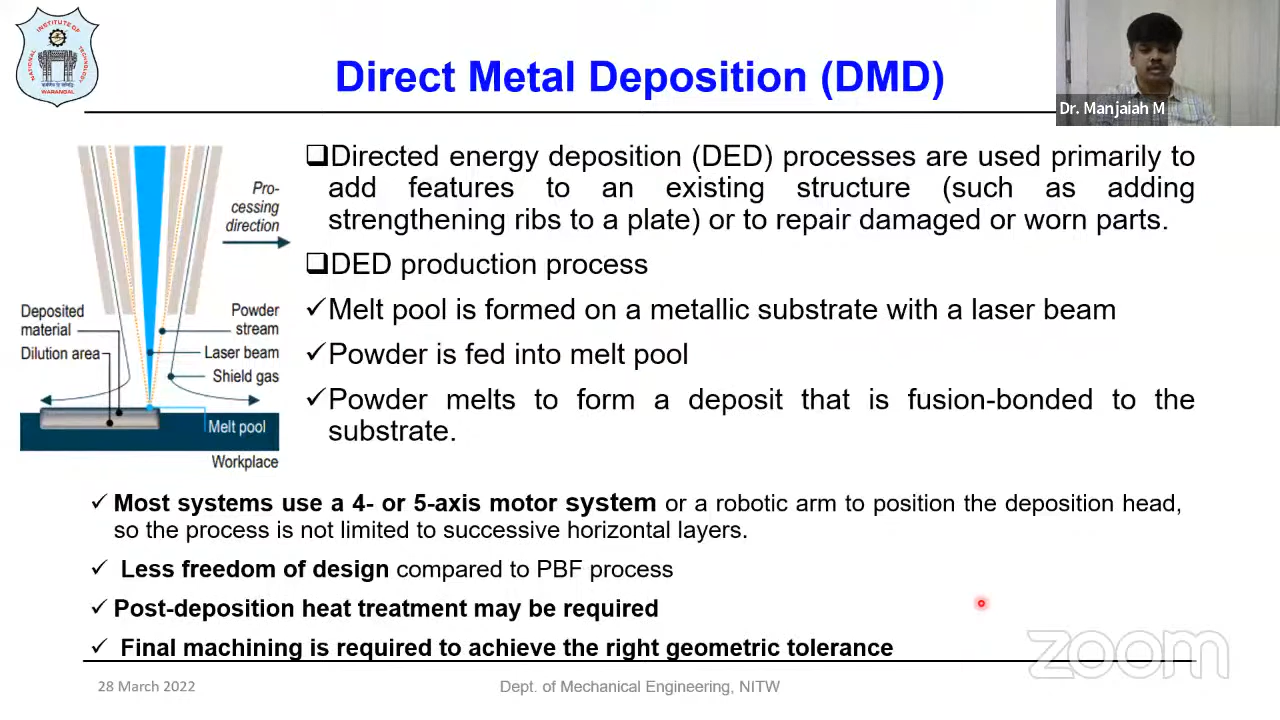 NATIONAL INSTITUTE OF TECHNOLOGY
WARANGAL
Direct Metal Deposition (DMD)
Dr. Manjaiah M
Pro-
cessing
direction
Deposited
material
Dilution area
Powder
stream
Laser beam
Shield gas
Melt pool
Workplace
❑Directed energy deposition (DED) processes are used primarily to
add features to an existing structure (such as adding
strengthening ribs to a plate) or to repair damaged or worn parts.
❑DED production process
✓Melt pool is formed on a metallic substrate with a laser beam
✓Powder is fed into melt pool
✓Powder melts to form a deposit that is fusion-bonded to the
substrate.
✓ Most systems use a 4- or 5-axis motor system or a robotic arm to position the deposition head,
so the process is not limited to successive horizontal layers.
✓ Less freedom of design compared to PBF process
✓ Post-deposition heat treatment may be required
✓ Final machining is required to achieve the right geometric tolerance
zoom
28 March 2022
Dept. of Mechanical Engineering, NITW